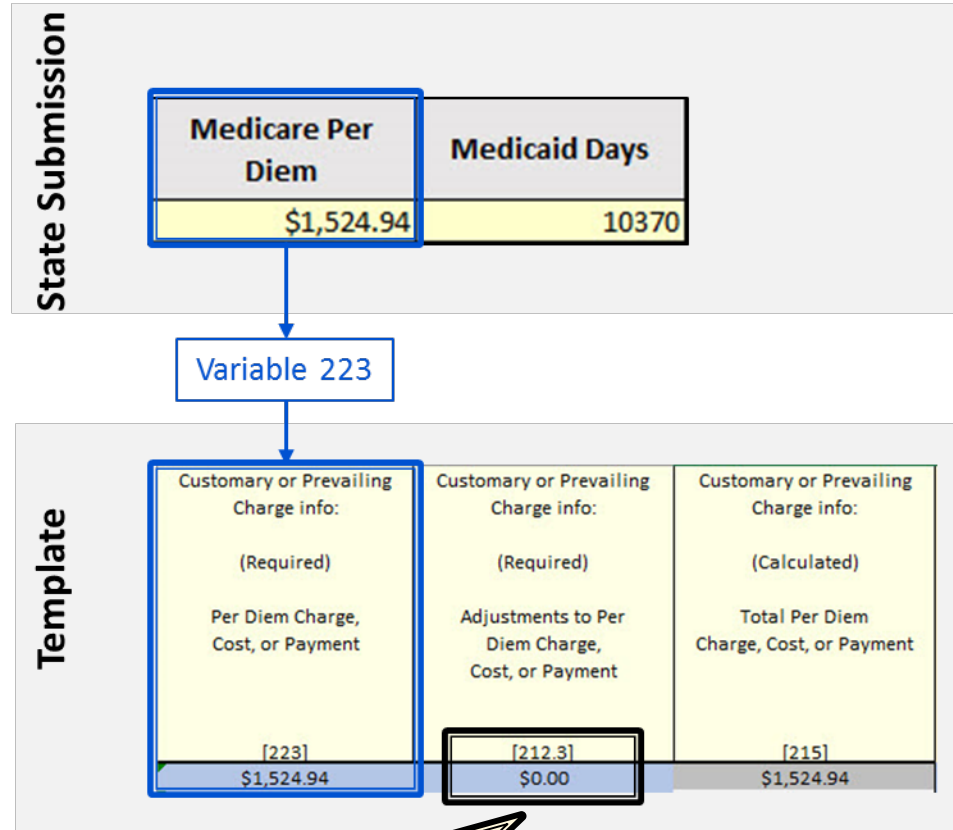 State Submission
Medicare Per
Diem
Medicaid Days
$1,524.94
10370
Variable 223
Template
Customary or Prevailing
Charge info:
(Required)
Per Diem Charge,
Cost, or Payment
[223]
$1,524.94
Customary or Prevailing
Charge info:
(Required)
Adjustments to Per
Diem Charge,
Cost, or Payment
[212.3]
$0.00
Customary or Prevailing
Charge info:
(Calculated)
Total Per Diem
Charge, Cost, or Payment
[215]
$1,524.94